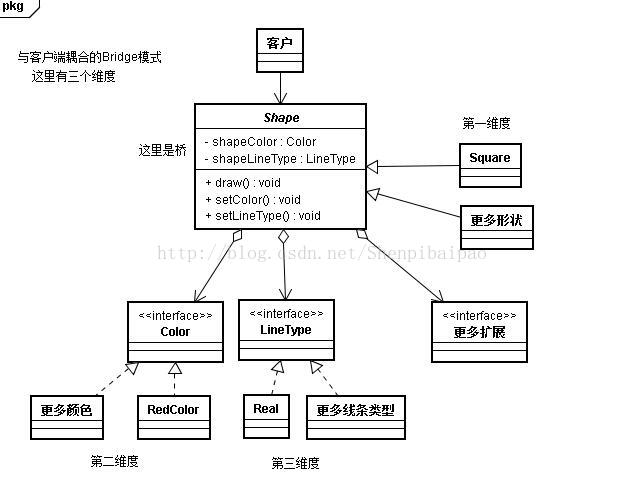 pkg
与客户端耦合的Bridge模式
这里有三个维度
客户
Shape
- shapeColor : Color
- shapeLineType : LineType
+ draw() : void
+ setColor() : void
+ setLineType() : void
这里是桥
第一维度
Square
更多形状
http://blog.csdn.net/Shenpibaipao
<<interface>>
Color
<<interface>>
LineType
<<interface>>
更多扩展
更多颜色
RedColor
Real
更多线条类型
第二维度
第三维度